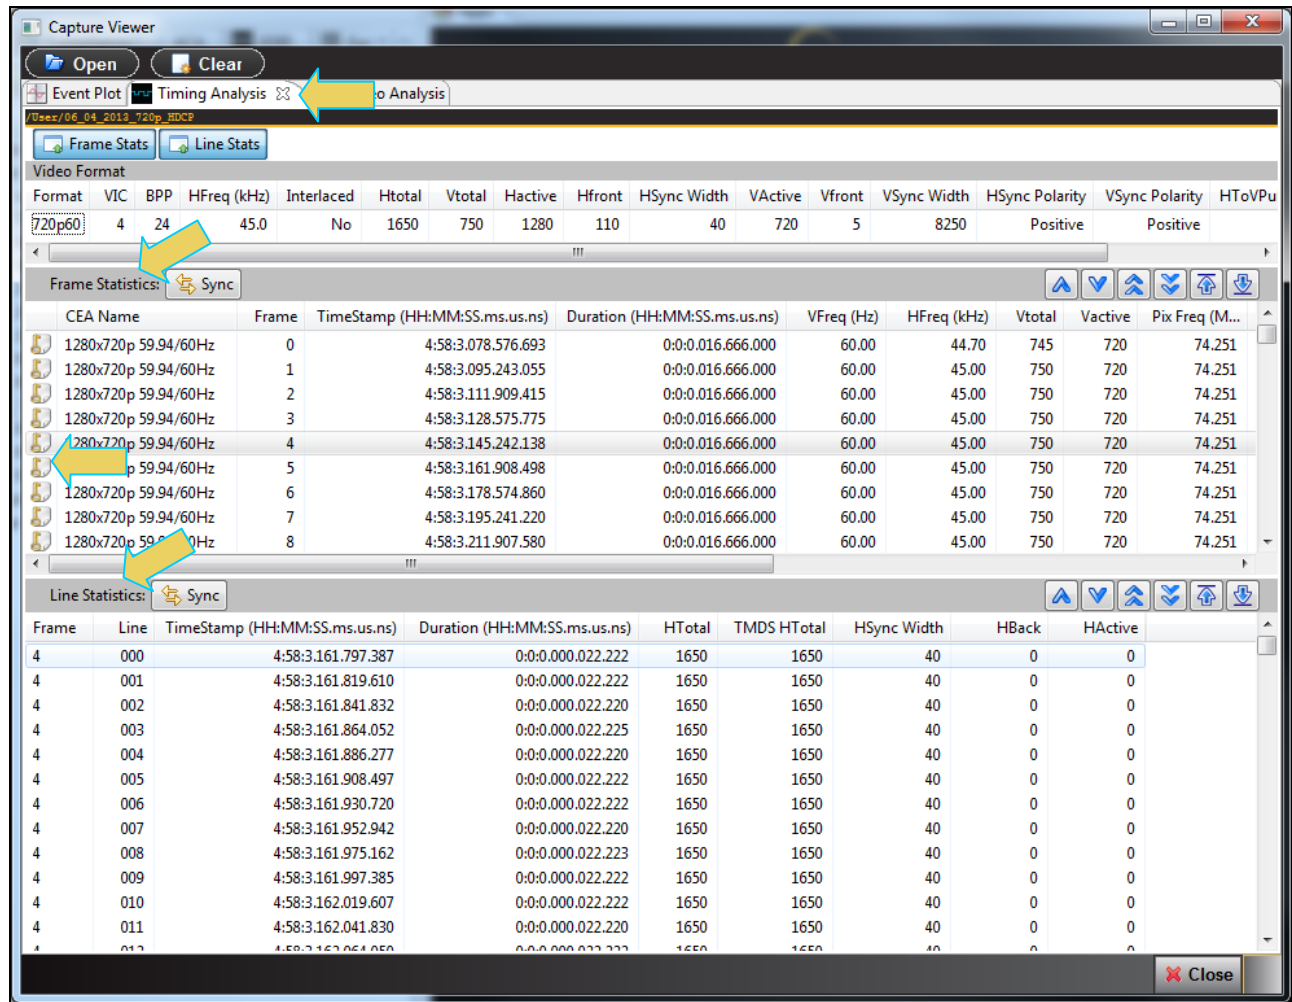 Capture Viewer
Open Clear
Event Plot Timing Analysis o Analysis
/User/06_04_2013_720p_HDCP
Frame Stats Line Stats
Video Format
Format VIC BPP HFreq (kHz) Interlaced Htotal Vtotal Hactive Hfront HSync Width VActive Vfront VSync Width HSync Polarity VSync Polarity HToVPu
720p60 4 24 45.0 No 1650 750 1280 110 40 720 5 8250 Positive Positive
Frame Statistics: Sync
CEA Name Frame TimeStamp (HH:MM:SS.ms.us.ns) Duration (HH:MM:SS.ms.us.ns) VFreq (Hz) HFreq (kHz) Vtotal Vactive Pix Freq (M...
1280x720p 59.94/60Hz 0 4:58:3.078.576.693 0:0:0.016.666.000 60.00 44.70 745 720 74.251
1280x720p 59.94/60Hz 1 4:58:3.095.243.055 0:0:0.016.666.000 60.00 45.00 750 720 74.251
1280x720p 59.94/60Hz 2 4:58:3.111.909.415 0:0:0.016.666.000 60.00 45.00 750 720 74.251
1280x720p 59.94/60Hz 3 4:58:3.128.575.775 0:0:0.016.666.000 60.00 45.00 750 720 74.251
1280x720p 59.94/60Hz 4 4:58:3.145.242.138 0:0:0.016.666.000 60.00 45.00 750 720 74.251
p 59.94/60Hz 5 4:58:3.161.908.498 0:0:0.016.666.000 60.00 45.00 750 720 74.251
1280x720p 59.94/60Hz 6 4:58:3.178.574.860 0:0:0.016.666.000 60.00 45.00 750 720 74.251
1280x720p 59.94/60Hz 7 4:58:3.195.241.220 0:0:0.016.666.000 60.00 45.00 750 720 74.251
1280x720p 59.9 0Hz 8 4:58:3.211.907.580 0:0:0.016.666.000 60.00 45.00 750 720 74.251
Line Statistics: Sync
Frame Line TimeStamp (HH:MM:SS.ms.us.ns) Duration (HH:MM:SS.ms.us.ns) HTotal TMDS HTotal HSync Width HBack HActive
4 000 4:58:3.161.797.387 0:0:0.000.022.222 1650 1650 40 0 0
4 001 4:58:3.161.819.610 0:0:0.000.022.222 1650 1650 40 0 0
4 002 4:58:3.161.841.832 0:0:0.000.022.220 1650 1650 40 0 0
4 003 4:58:3.161.864.052 0:0:0.000.022.225 1650 1650 40 0 0
4 004 4:58:3.161.886.277 0:0:0.000.022.220 1650 1650 40 0 0
4 005 4:58:3.161.908.497 0:0:0.000.022.222 1650 1650 40 0 0
4 006 4:58:3.161.930.720 0:0:0.000.022.222 1650 1650 40 0 0
4 007 4:58:3.161.952.942 0:0:0.000.022.220 1650 1650 40 0 0
4 008 4:58:3.161.975.162 0:0:0.000.022.223 1650 1650 40 0 0
4 009 4:58:3.161.997.385 0:0:0.000.022.222 1650 1650 40 0 0
4 010 4:58:3.162.019.607 0:0:0.000.022.222 1650 1650 40 0 0
4 011 4:58:3.162.041.830 0:0:0.000.022.220 1650 1650 40 0 0
Close